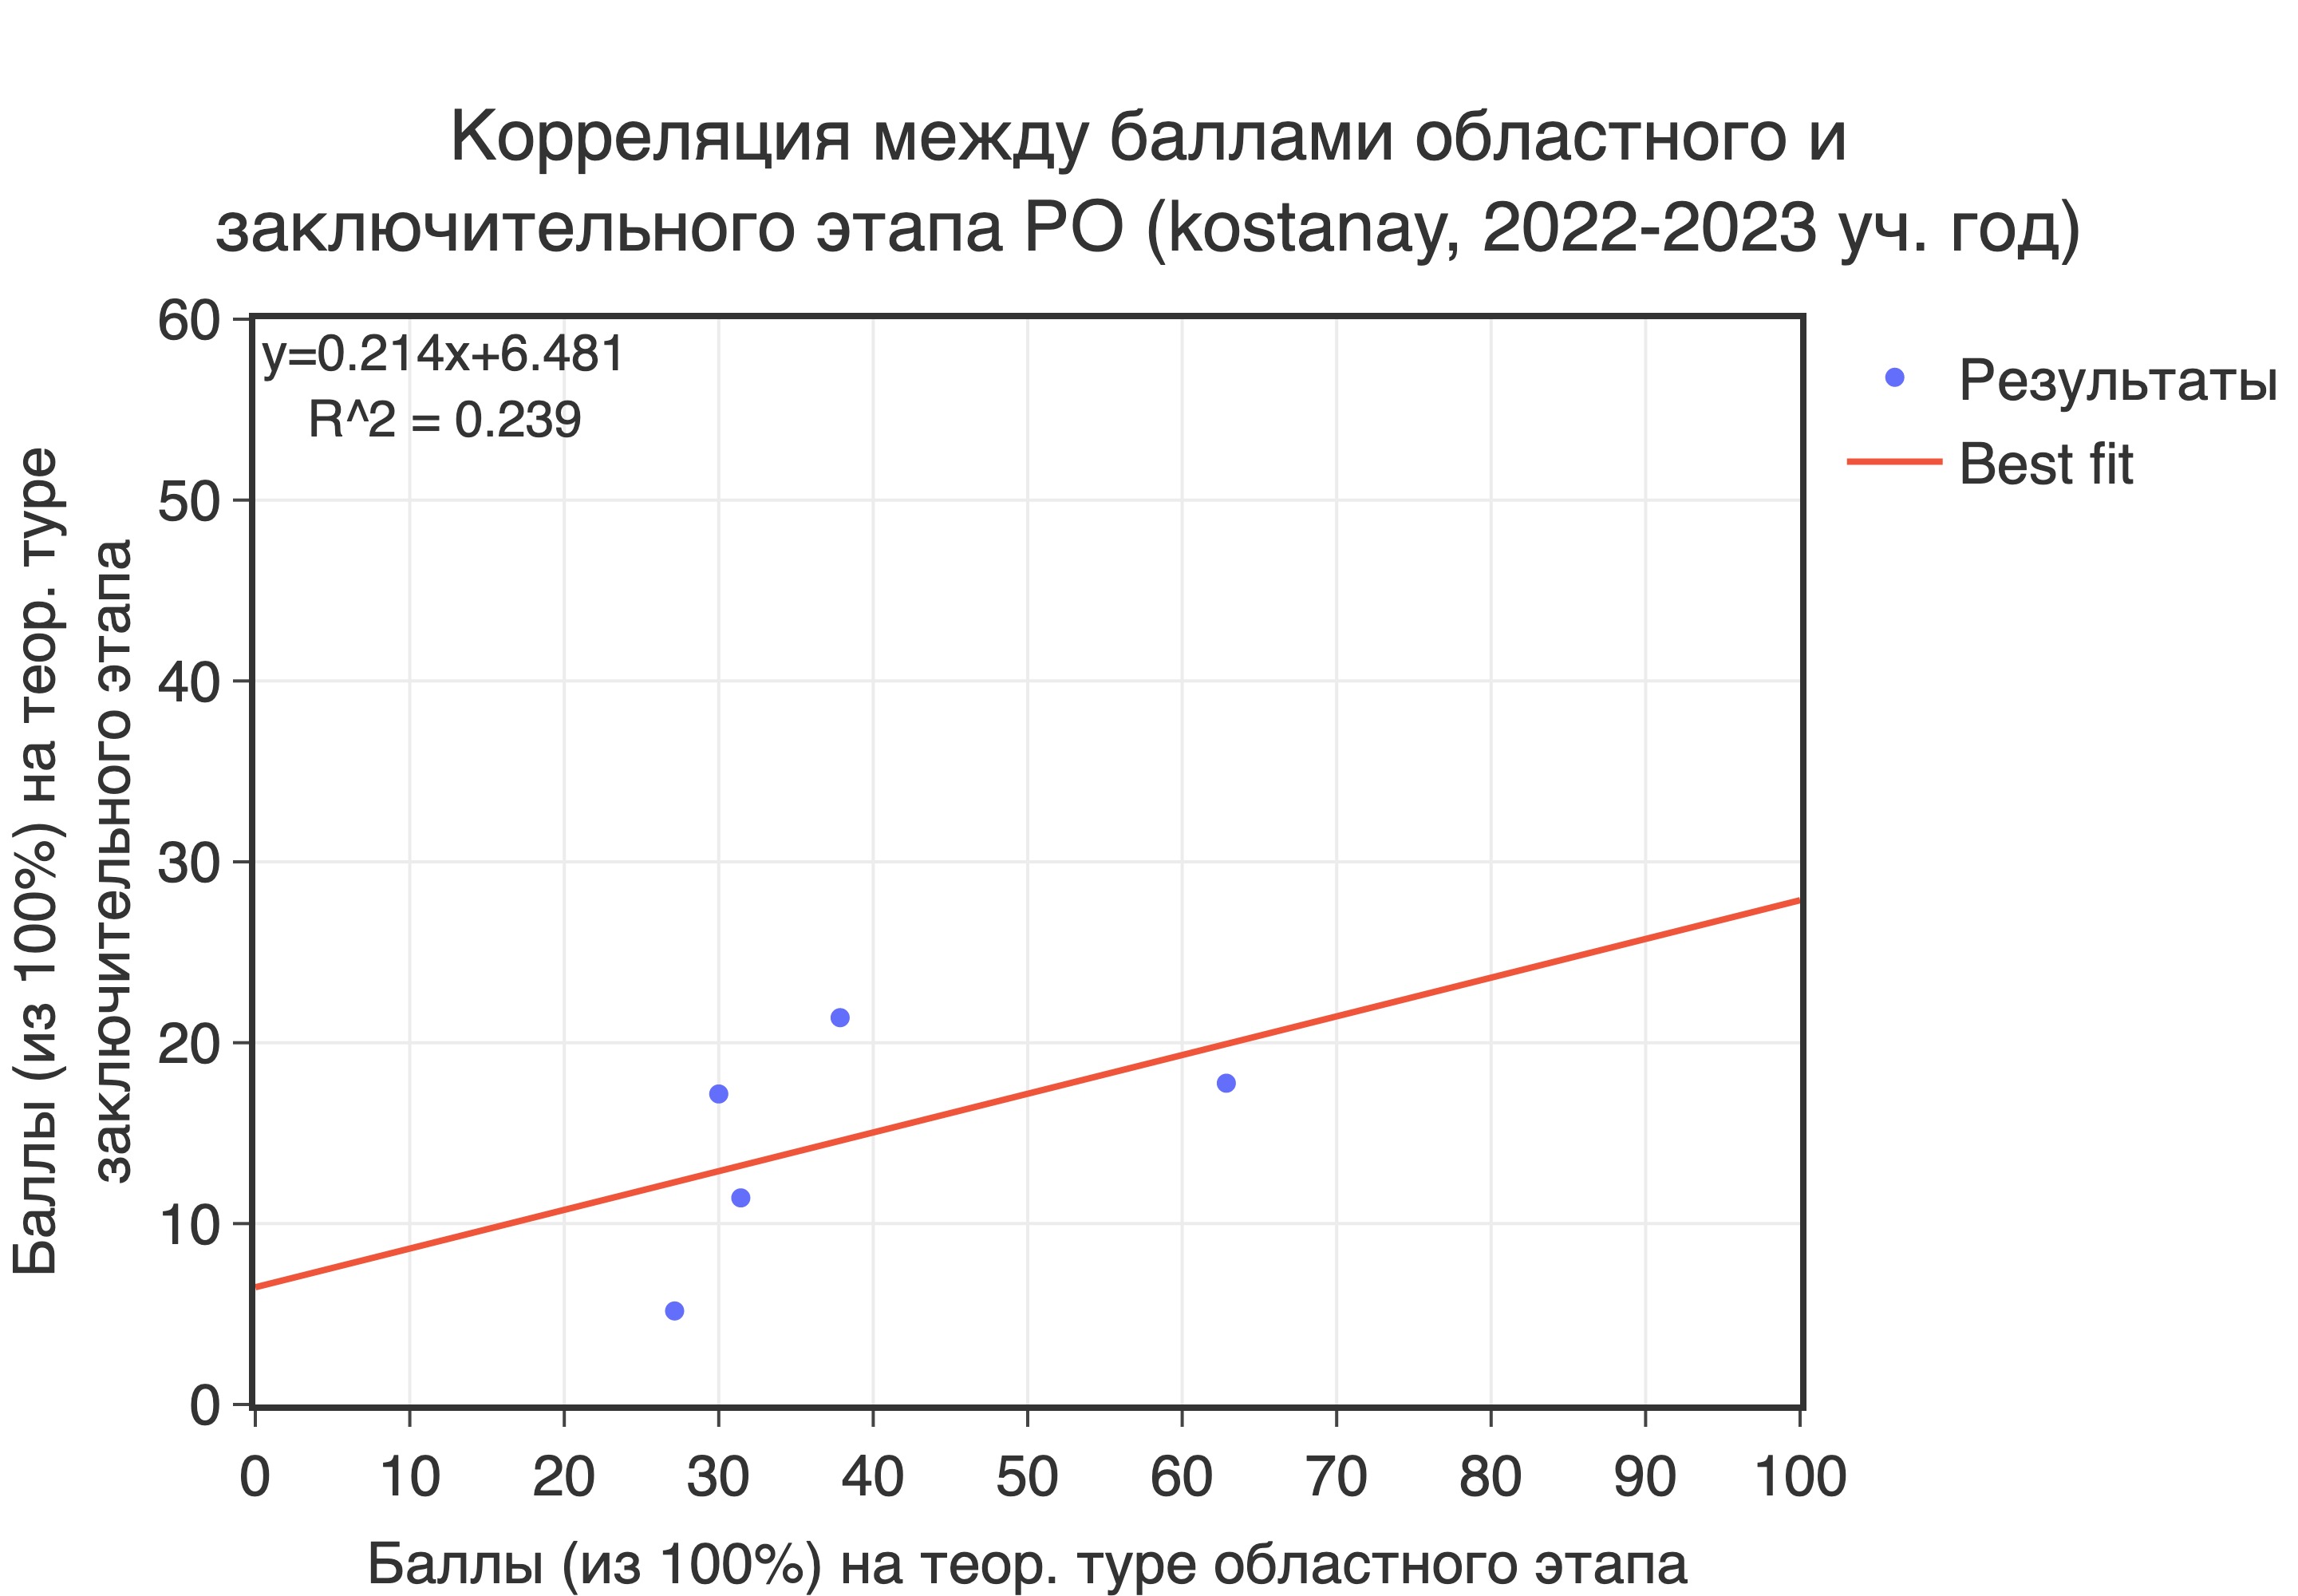 Корреляция между баллами областного и
заключительного этапа РО (kostanay, 2022-2023 уч. год)
y=0.214x+6.481
R^2 = 0.239
Результаты
Best fit
Баллы (из 100%) на теор. туре
заключительного этапа
60
50
40
30
20
10
0
0 10 20 30 40 50 60 70 80 90 100
Баллы (из 100%) на теор. туре областного этапа